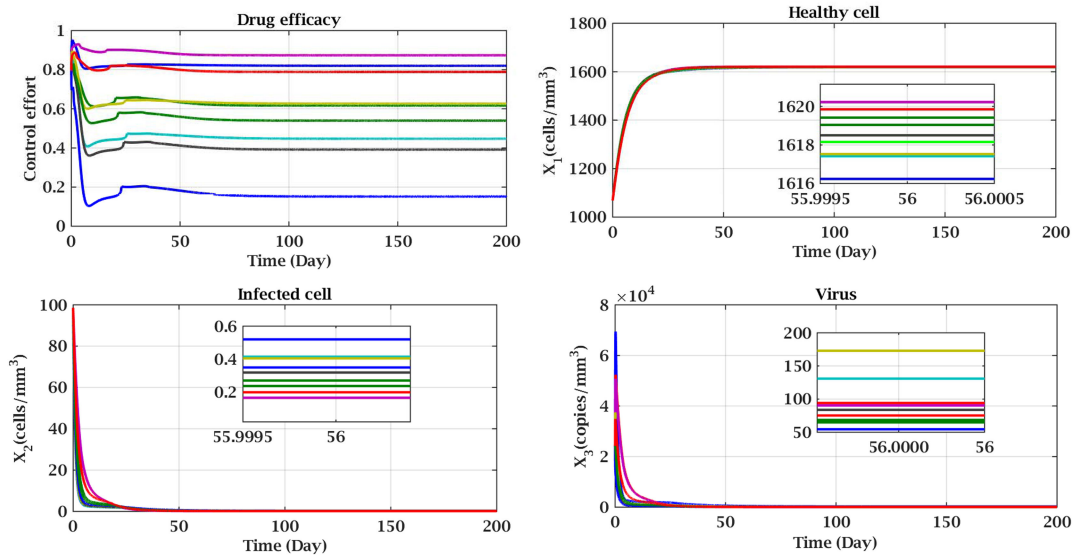 Drug efficacy
Control effort
1
0.8
0.6
0.4
0.2
0
0 50 100 150 200
Time (Day)
Healthy cell
X1(cells/mm3)
1800
1600
1400
1200
1000
1620
1618
1616
55.9995 56 56.0005
0 50 100 150 200
Time (Day)
Infected cell
X2(cells/mm3)
100
80
60
40
20
0
0.6
0.4
0.2
55.9995 56
0 50 100 150 200
Time (Day)
Virus
×10^4
X3(copies/mm3)
8
6
4
2
0
200
150
100
50
56.0000 56
0 50 100 150 200
Time (Day)